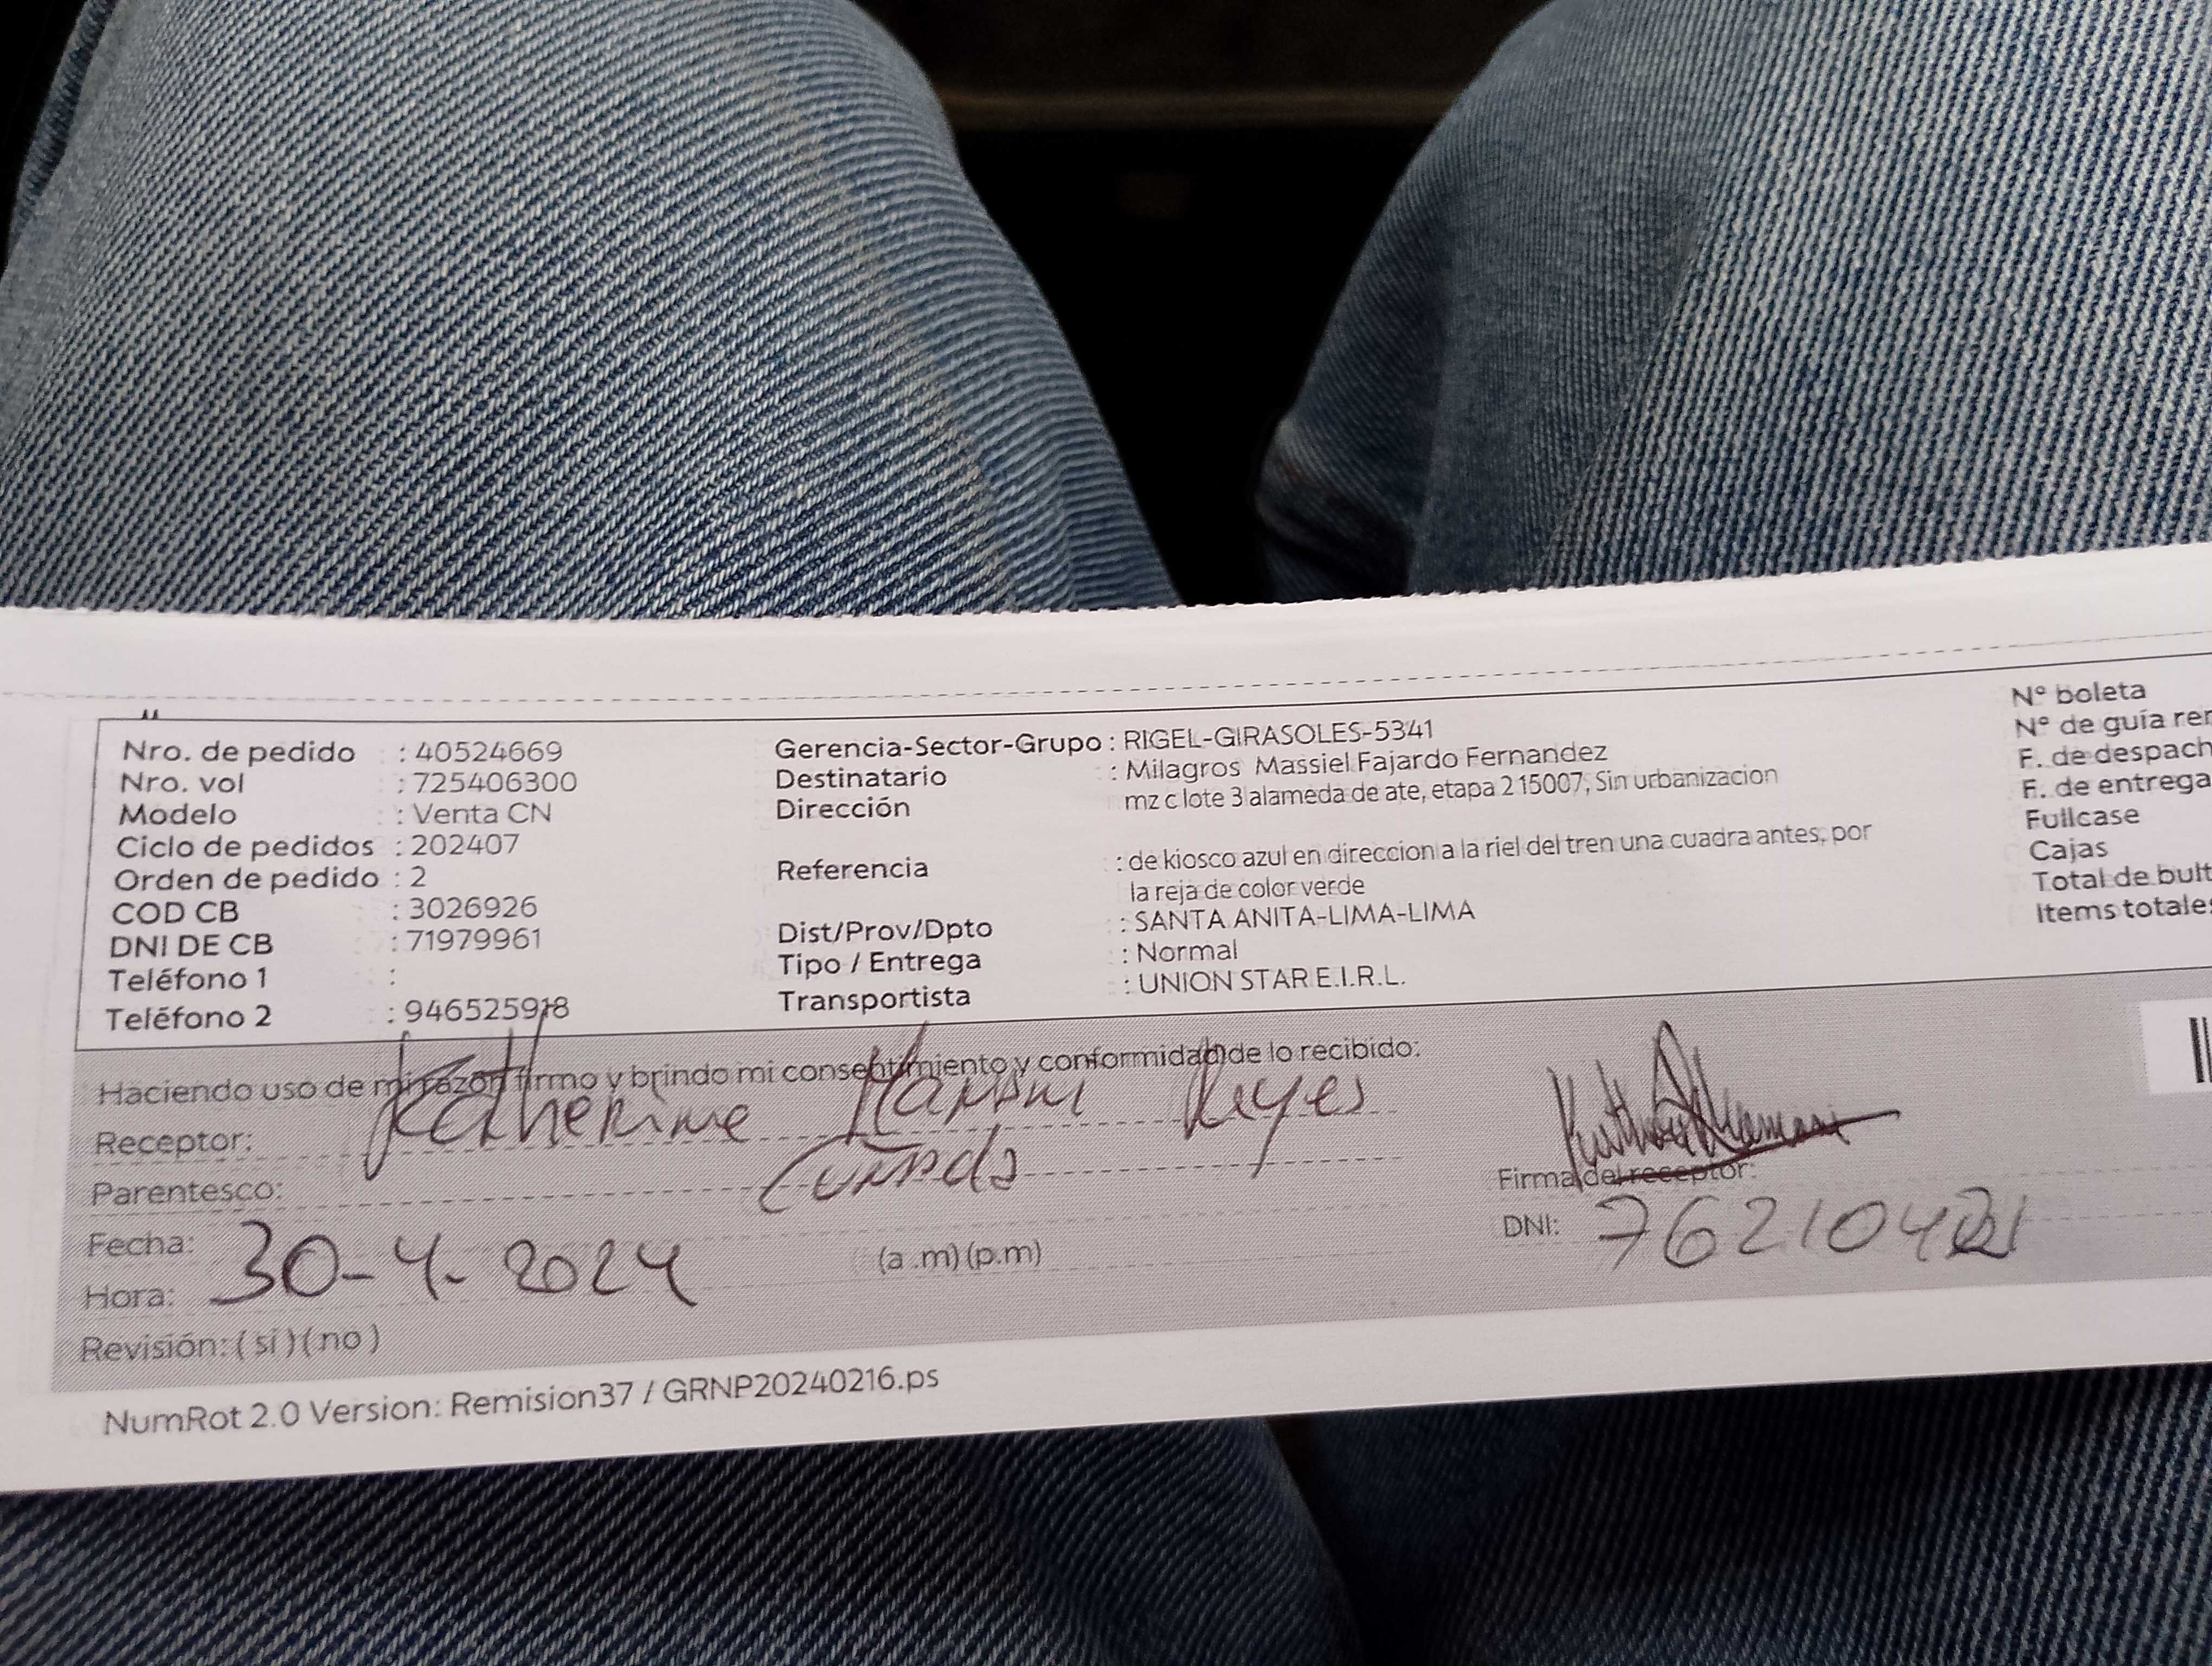 Nro. de pedido : 40524669
Nro. vol : 725406300
Modelo : Venta CN
Ciclo de pedidos : 202407
Orden de pedido : 2
COD CB : 3026926
DNI DE CB : 71979961
Teléfono 1 :
Teléfono 2 : 946525918
Gerencia-Sector-Grupo : RIGEL-GIRASOLES-5341
Destinatario : Milagros Massiel Fajardo Fernandez
Dirección mz c lote 3 alameda de ate, etapa 2 15007, Sin urbanizacion
Referencia : de kiosco azul en direccion a la riel del tren una cuadra antes, por
la reja de color verde
Dist/Prov/Dpto : SANTA ANITA-LIMA-LIMA
Tipo / Entrega : Normal
Transportista : UNION STAR E.I.R.L.
N° boleta
N° de guía rer
F. de despach
F. de entrega
Fullcase
Cajas
Total de bult
Items totales
Haciendo uso de mi razón firmo y brindo mi consentimiento y conformidad de lo recibido:
Receptor: Katherine Mamani Reyes
Parentesco: Cuñada
Fecha: 30-4-2024
Hora: (a.m)(p.m)
Revisión: (si)(no)
Firma del receptor:
DNI:
NumRot 2.0 Version: Remision37 / GRNP20240216.ps